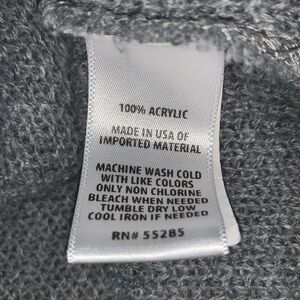 100% ACRYLIC
MADE IN USA OF
IMPORTED MATERIAL
MACHINE WASH COLD
WITH LIKE COLORS
ONLY NON CHLORINE
BLEACH WHEN NEEDED
TUMBLE DRY LOW
COOL IRON IF NEEDED
RN# 55285